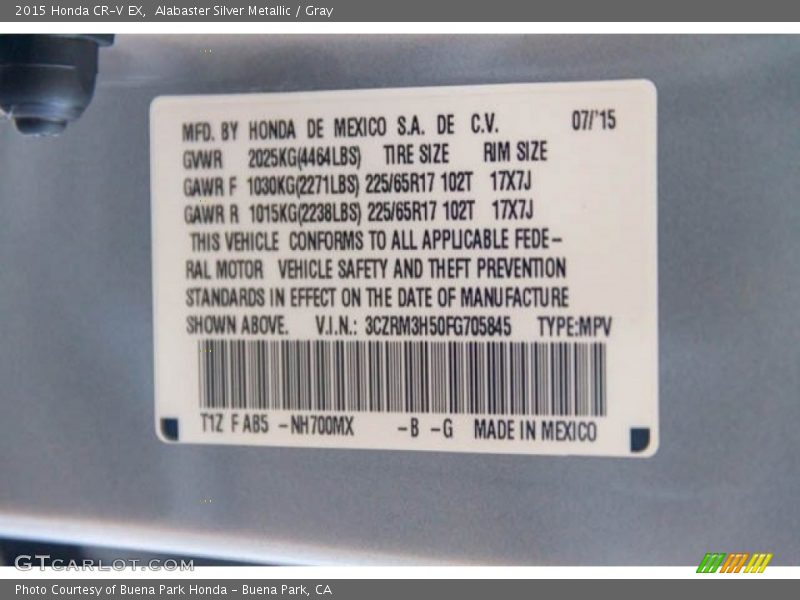 2015 Honda CR-V EX, Alabaster Silver Metallic / Gray
MFD. BY HONDA DE MEXICO S.A. DE C.V. 07/'15
GVWR 2025KG(4464LBS) TIRE SIZE RIM SIZE
GAWR F 1030KG(2271LBS) 225/65R17 102T 17X7J
GAWR R 1015KG(2238LBS) 225/65R17 102T 17X7J
THIS VEHICLE CONFORMS TO ALL APPLICABLE FEDE-
RAL MOTOR VEHICLE SAFETY AND THEFT PREVENTION
STANDARDS IN EFFECT ON THE DATE OF MANUFACTURE
SHOWN ABOVE. V.I.N.: 3CZRM3H50FG705845 TYPE:MPV
T1Z F AB5 -NH700MX -B -G MADE IN MEXICO
GTCARLOT.COM
Photo Courtesy of Buena Park Honda - Buena Park, CA